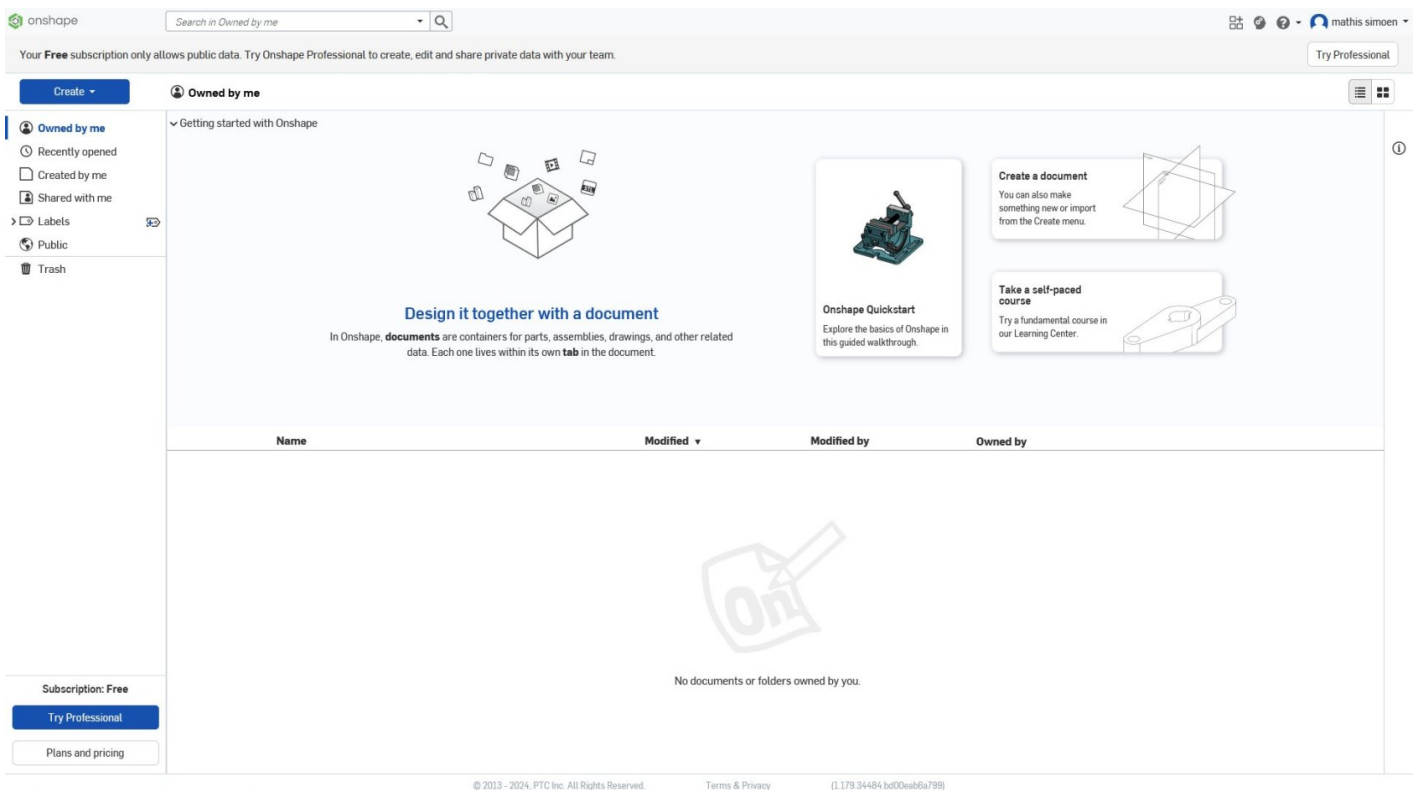 onshape
Search in Owned by me
mathis simoen
Your Free subscription only allows public data. Try Onshape Professional to create, edit and share private data with your team.
Try Professional
Create
Owned by me
Owned by me
Recently opened
Created by me
Shared with me
Labels
Public
Trash
Getting started with Onshape
Design it together with a document
In Onshape, documents are containers for parts, assemblies, drawings, and other related
data. Each one lives within its own tab in the document.
Onshape Quickstart
Explore the basics of Onshape in
this guided walkthrough.
Create a document
You can also make
something new or import
from the Create menu.
Take a self-paced
course
Try a fundamental course in
our Learning Center.
Name
Modified
Modified by
Owned by
On
No documents or folders owned by you.
Subscription: Free
Try Professional
Plans and pricing
© 2013 - 2024, PTC Inc. All Rights Reserved.
Terms & Privacy
(1.179.34484.bd00eab6a799)